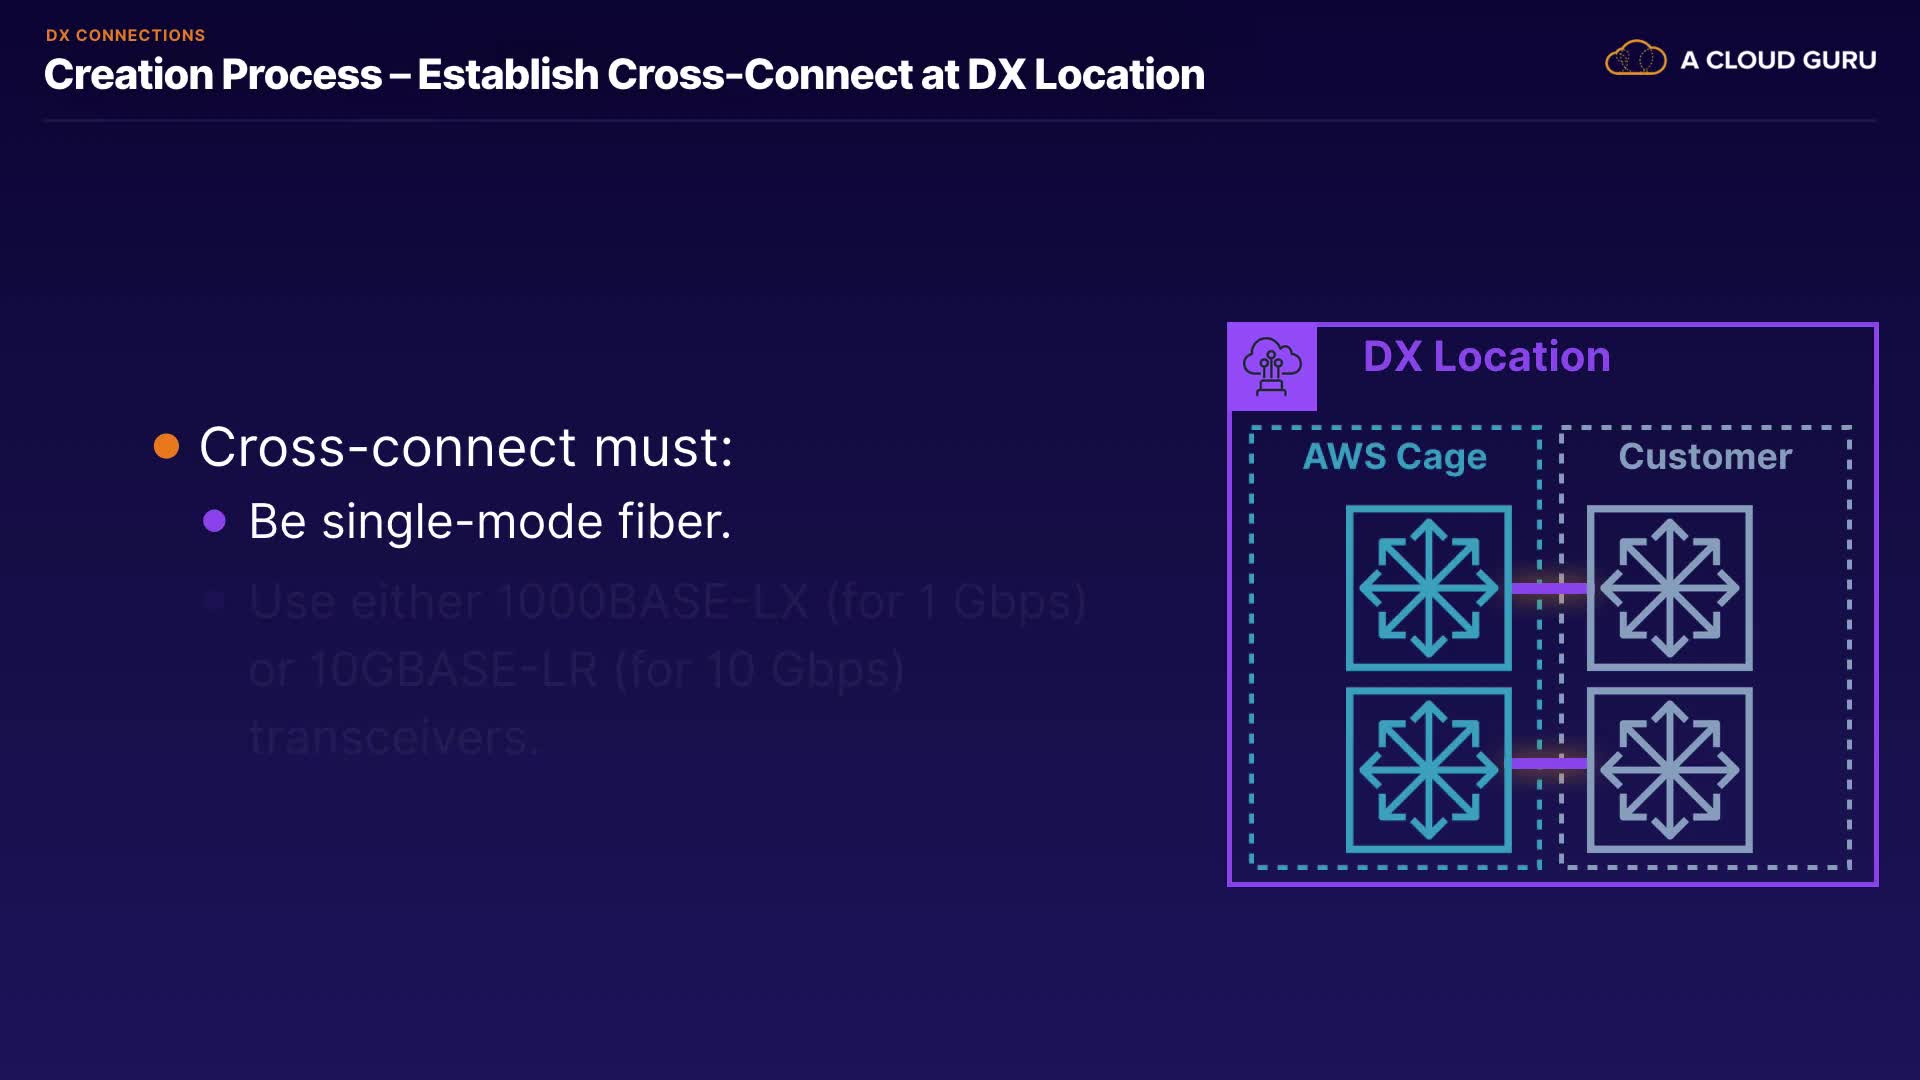 DX CONNECTIONS
Creation Process – Establish Cross-Connect at DX Location
A CLOUD GURU
Cross-connect must:
Be single-mode fiber.
Use either 1000BASE-LX (for 1 Gbps)
or 10GBASE-LR (for 10 Gbps)
transceivers.
DX Location
AWS Cage
Customer